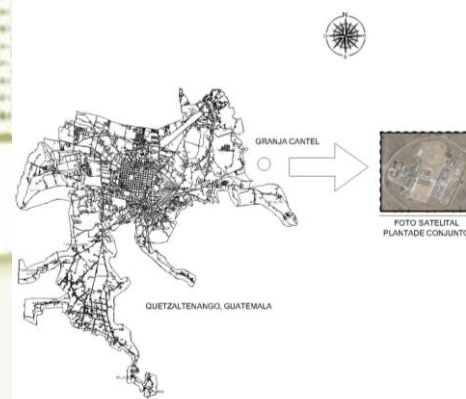 GRANJA CANTEL
FOTO SATELITAL
PLANTADE CONJUNTO
QUETZALTENANGO, GUATEMALA